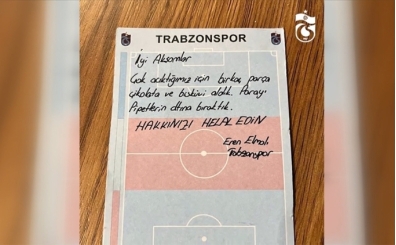 TRABZONSPOR
İyi Akşamlar
Çok acıktığımız için birkaç parça
çikolata ve bisküvi aldık. Parayı
Pipetlerin altına bıraktık.
HAKKINIZI HELAL EDİN
Eren Elmalı
Trabzonspor